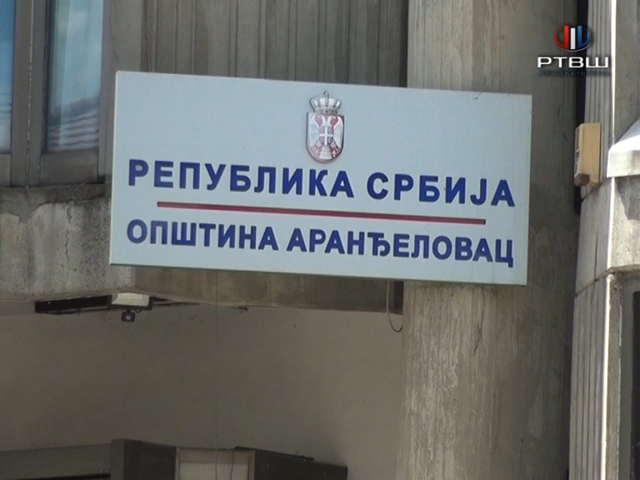 РТВШ
РЕПУБЛИКА СРБИЈА
ОПШТИНА АРАНЂЕЛОВАЦ